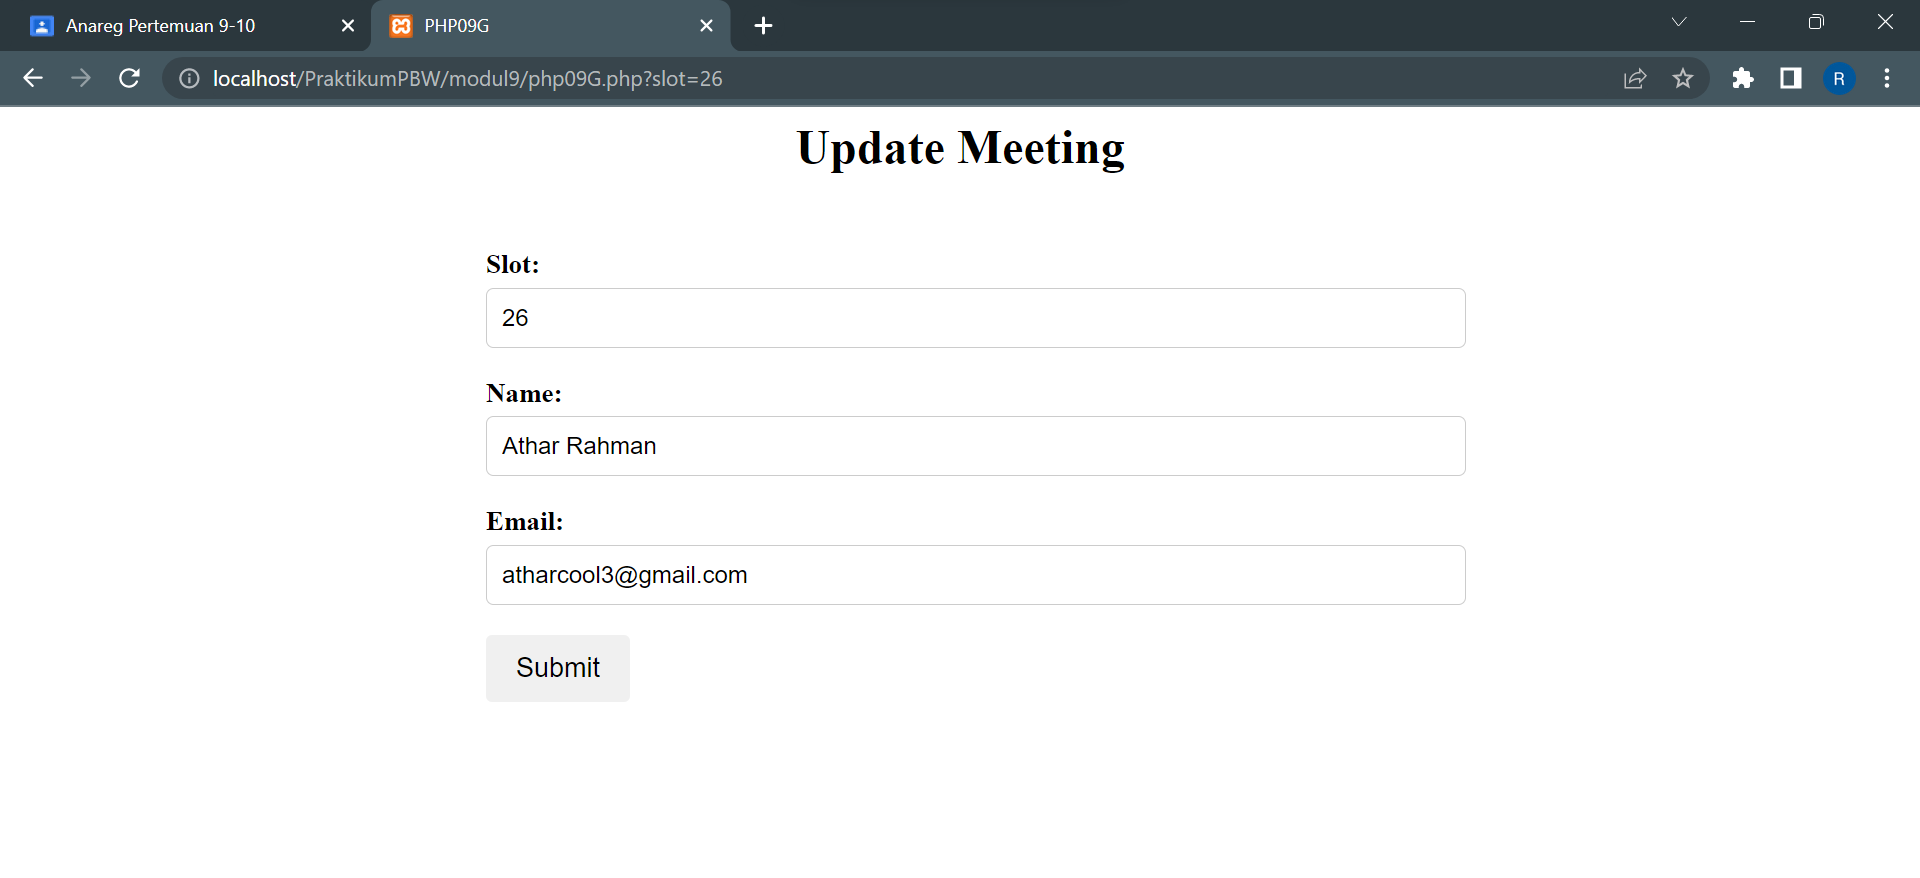 Anareg Pertemuan 9-10
PHP09G
localhost/PraktikumPBW/modul9/php09G.php?slot=26
R
Update Meeting
Slot:
26
Name:
Athar Rahman
Email:
atharcool3@gmail.com
Submit